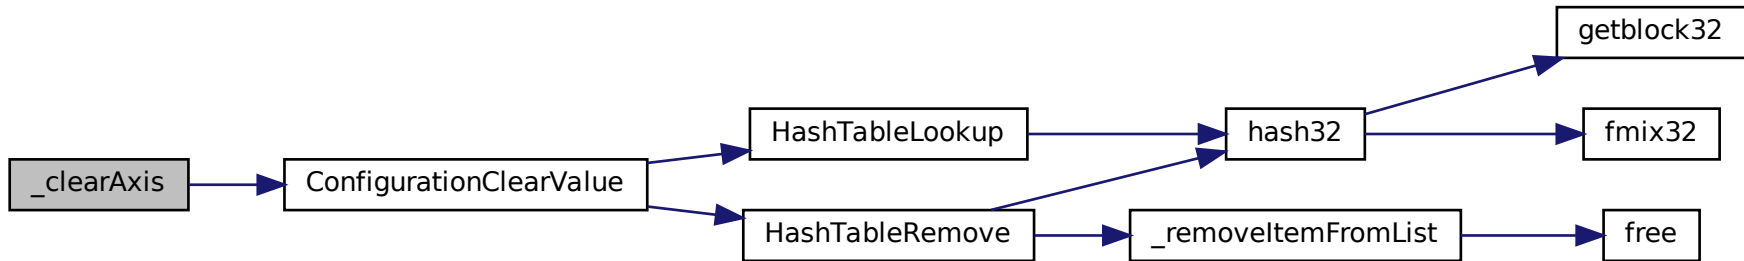 _clearAxis
ConfigurationClearValue
HashTableLookup
HashTableRemove
hash32
_removeItemFromList
getblock32
fmix32
free